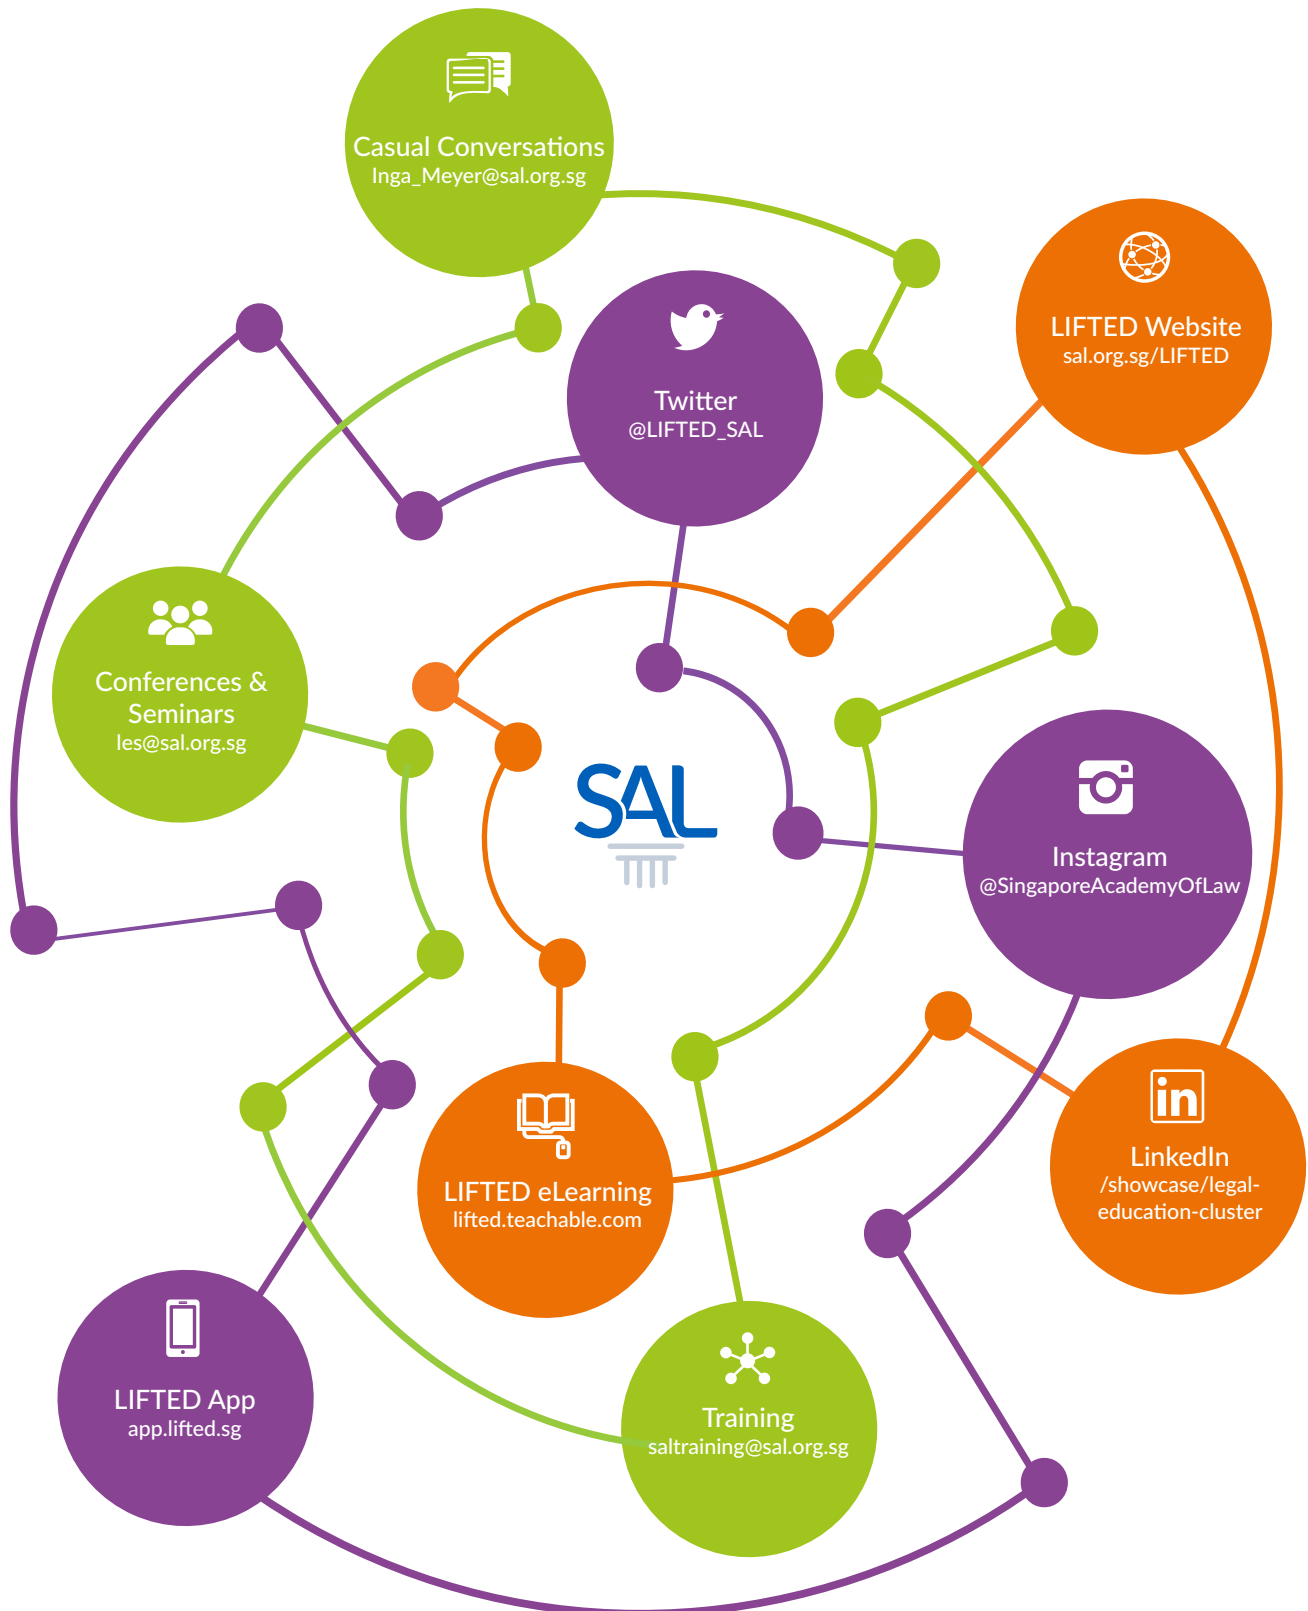 Casual Conversations
Inga_Meyer@sal.org.sg
LIFTED Website
sal.org.sg/LIFTED
Twitter
@LIFTED_SAL
Conferences &
Seminars
les@sal.org.sg
SAL
Instagram
@SingaporeAcademyOfLaw
in
LinkedIn
/showcase/legal-
education-cluster
LIFTED eLearning
lifted.teachable.com
LIFTED App
app.lifted.sg
Training
saltraining@sal.org.sg